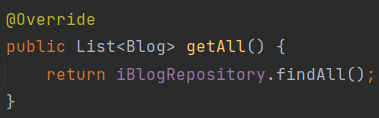 @Override
public List<Blog> getAll() {
    return iBlogRepository.findAll();
}